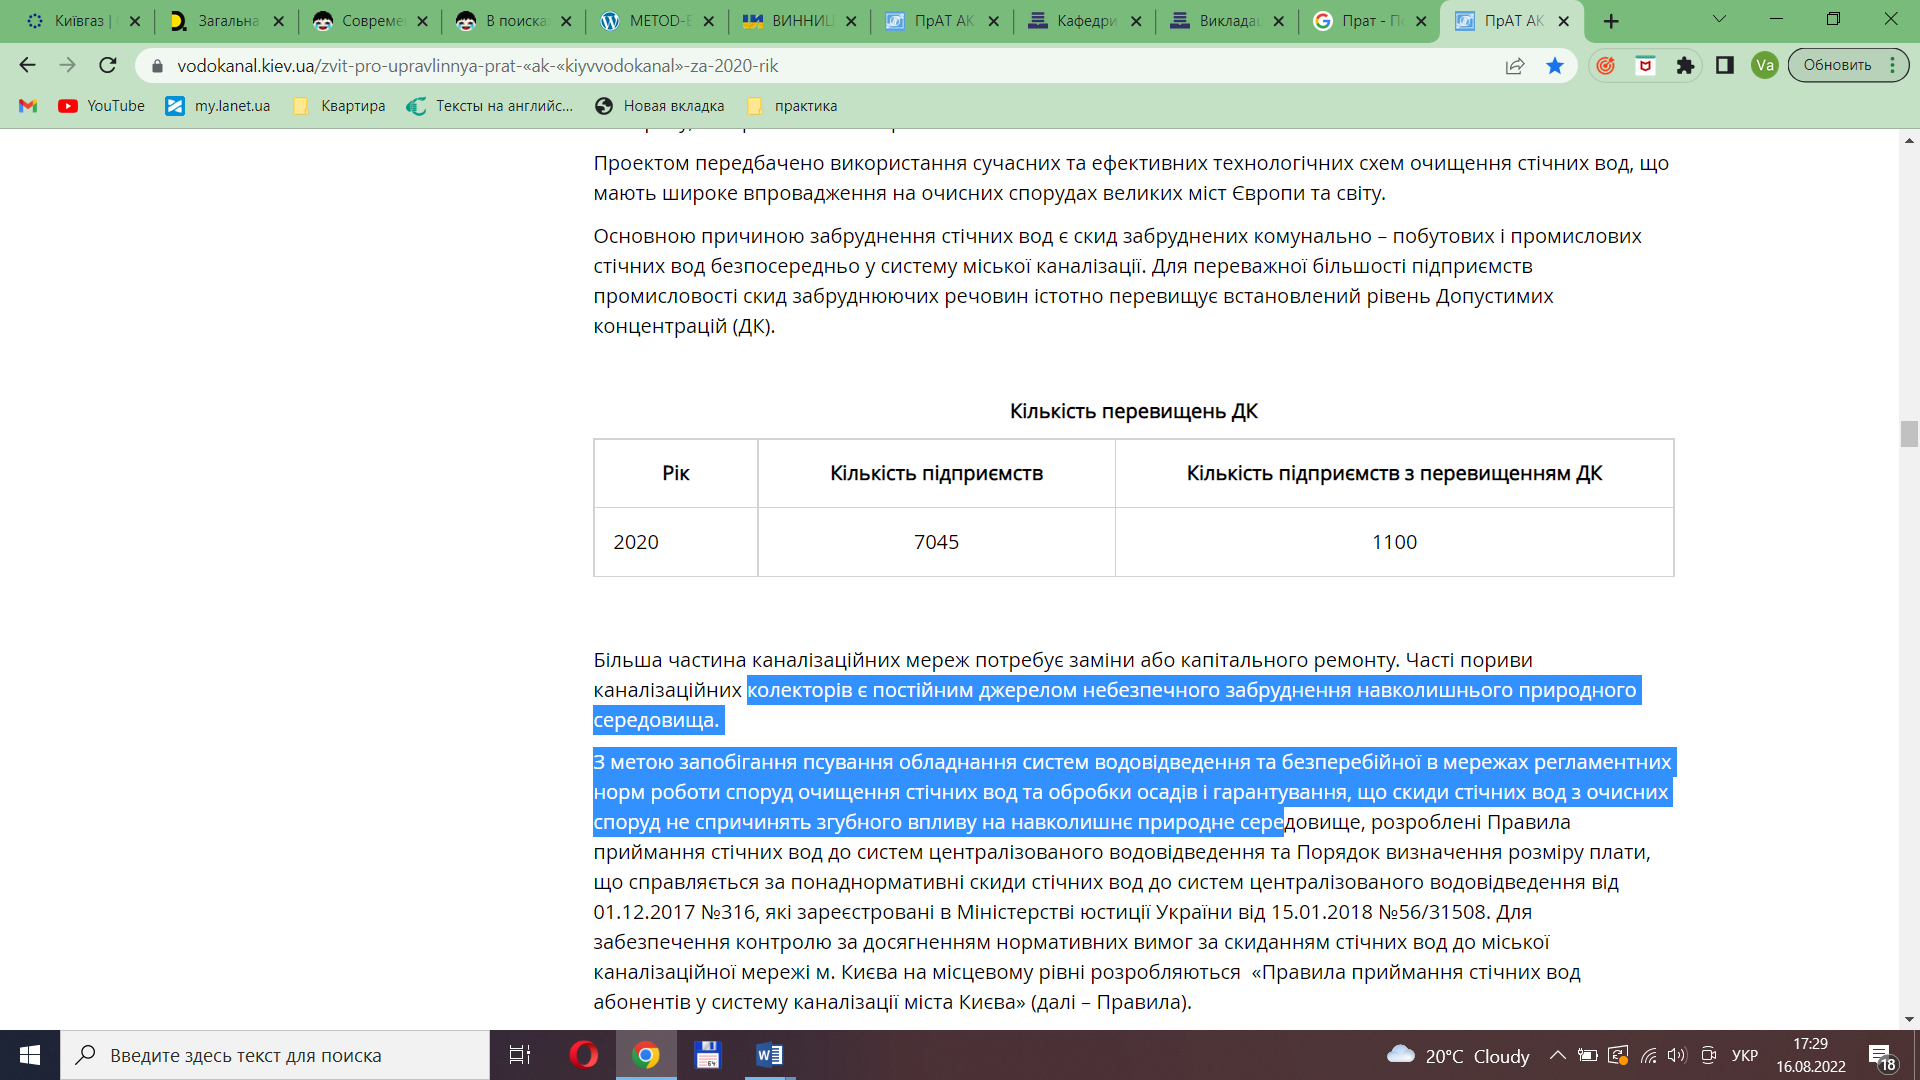 Київгаз |
Загальна
Совреме
В поиска
METOD-E
ВИННИЦ
ПрАТ АК
Кафедри
Викладац
Прат - По
ПрАТ АК
vodokanal.kiev.ua/zvit-pro-upravlinnya-prat-«ak-«kiyvvodokanal»-za-2020-rik
Va
Обновить
YouTube
my.lanet.ua
Квартира
Тексты на английс...
Новая вкладка
практика
Проектом передбачено використання сучасних та ефективних технологічних схем очищення стічних вод, що
мають широке впровадження на очисних спорудах великих міст Європи та світу.
Основною причиною забруднення стічних вод є скид забруднених комунально – побутових і промислових
стічних вод безпосередньо у систему міської каналізації. Для переважної більшості підприємств
промисловості скид забруднюючих речовин істотно перевищує встановлений рівень Допустимих
концентрацій (ДК).
Кількість перевищень ДК
Рік
Кількість підприємств
Кількість підприємств з перевищенням ДК
2020
7045
1100
Більша частина каналізаційних мереж потребує заміни або капітального ремонту. Часті пориви
каналізаційних колекторів є постійним джерелом небезпечного забруднення навколишнього природного
середовища.
З метою запобігання псування обладнання систем водовідведення та безперебійної в мережах регламентних
норм роботи споруд очищення стічних вод та обробки осадів і гарантування, що скиди стічних вод з очисних
споруд не спричинять згубного впливу на навколишнє природне середовище, розроблені Правила
приймання стічних вод до систем централізованого водовідведення та Порядок визначення розміру плати,
що справляється за понаднормативні скиди стічних вод до систем централізованого водовідведення від
01.12.2017 №316, які зареєстровані в Міністерстві юстиції України від 15.01.2018 №56/31508. Для
забезпечення контролю за досягненням нормативних вимог за скиданням стічних вод до міської
каналізаційної мережі м. Києва на місцевому рівні розробляються «Правила приймання стічних вод
абонентів у систему каналізації міста Києва» (далі – Правила).
Введите здесь текст для поиска
64
20°C Cloudy
УКР
17:29
16.08.2022
18